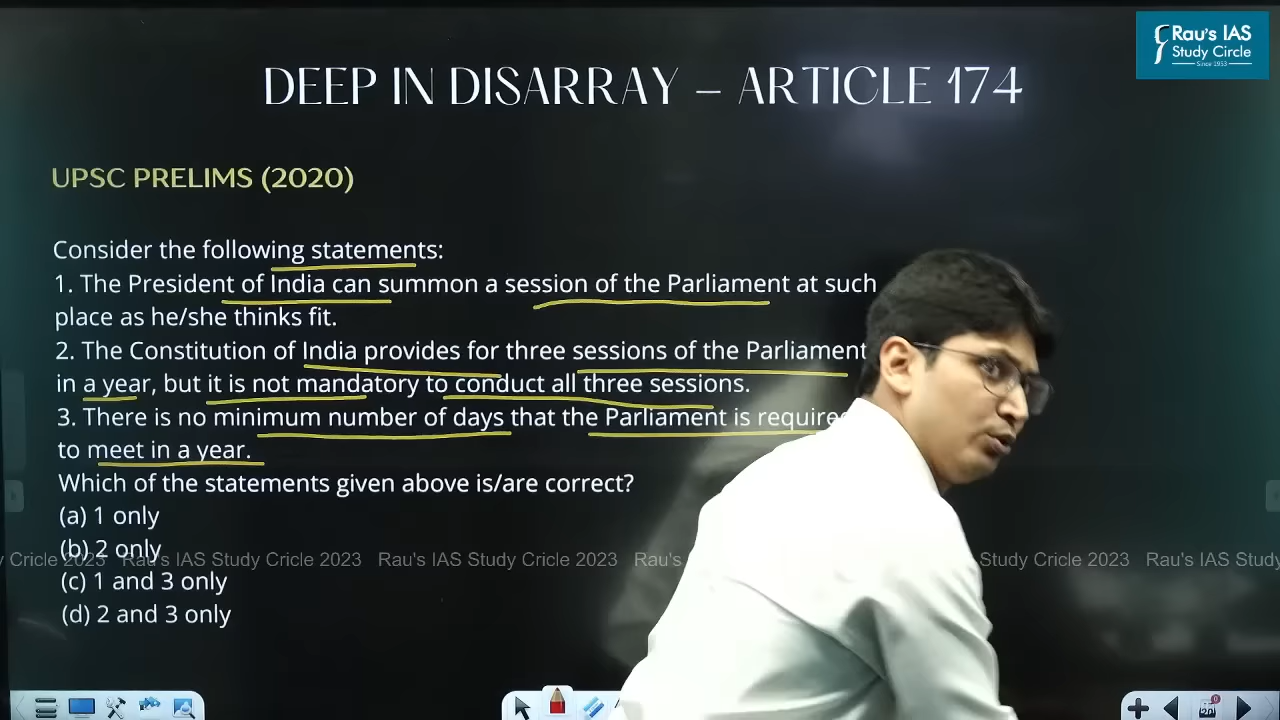 Rau's IAS
Study Circle
Since 1953
DEEP IN DISARRAY – ARTICLE 174
UPSC PRELIMS (2020)
Consider the following statements:
1. The President of India can summon a session of the Parliament at such
place as he/she thinks fit.
2. The Constitution of India provides for three sessions of the Parliament
in a year, but it is not mandatory to conduct all three sessions.
3. There is no minimum number of days that the Parliament is require
to meet in a year.
Which of the statements given above is/are correct?
(a) 1 only
(b) 2 only
y Cricle 2023 Rau's IAS Study Cricle 2023 Rau's IAS Study Cricle 2023 Rau's Study Cricle 2023 Rau's IAS Study
(c) 1 and 3 only
(d) 2 and 3 only